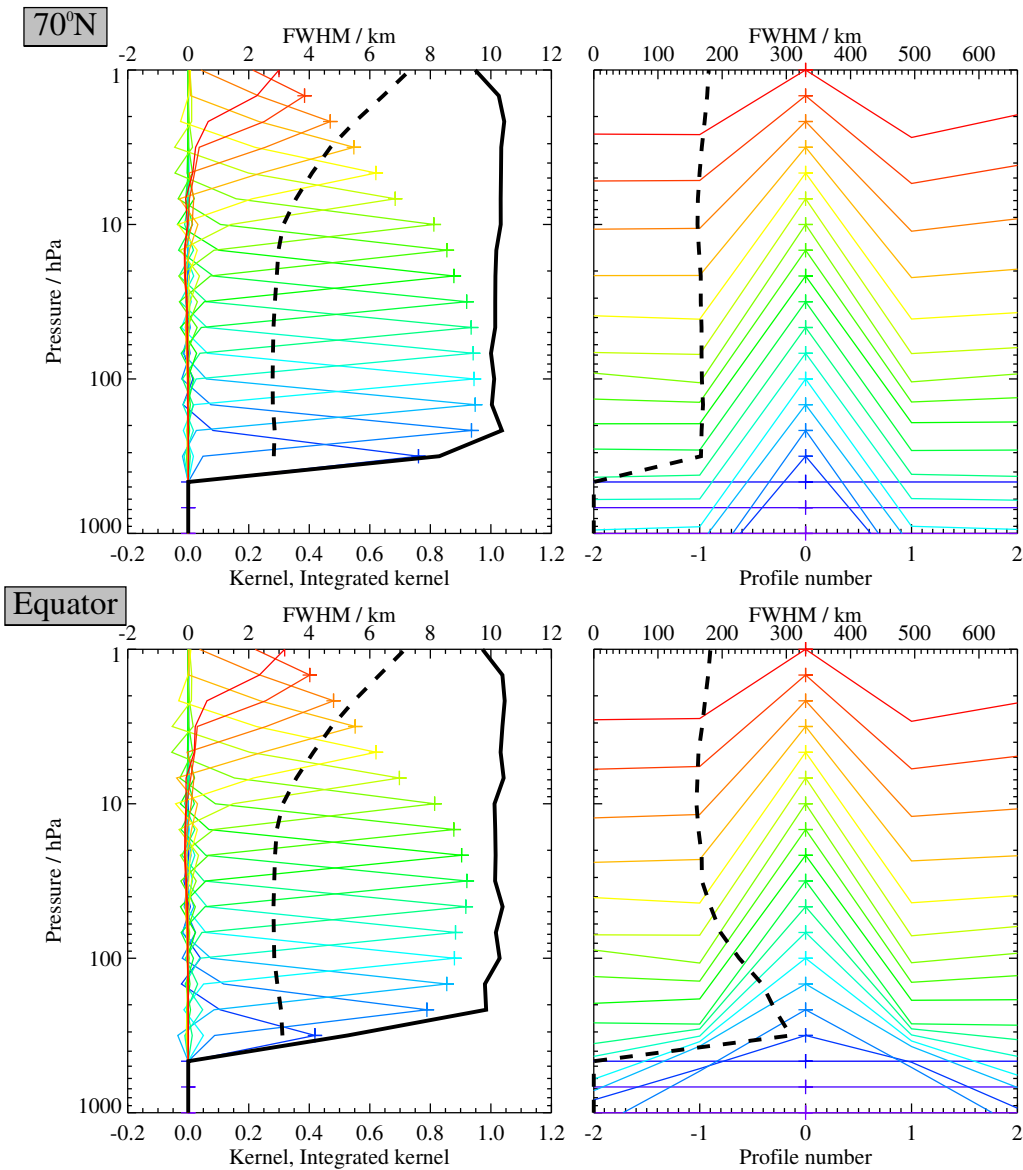 70⁰N
FWHM / km
FWHM / km
-2 0 2 4 6 8 10 12
0 100 200 300 400 500 600
1
10
100
1000
Pressure / hPa
-0.2 0.0 0.2 0.4 0.6 0.8 1.0 1.2
-2 -1 0 1 2
Kernel, Integrated kernel
Profile number
Equator
FWHM / km
FWHM / km
-2 0 2 4 6 8 10 12
0 100 200 300 400 500 600
1
10
100
1000
Pressure / hPa
-0.2 0.0 0.2 0.4 0.6 0.8 1.0 1.2
-2 -1 0 1 2
Kernel, Integrated kernel
Profile number